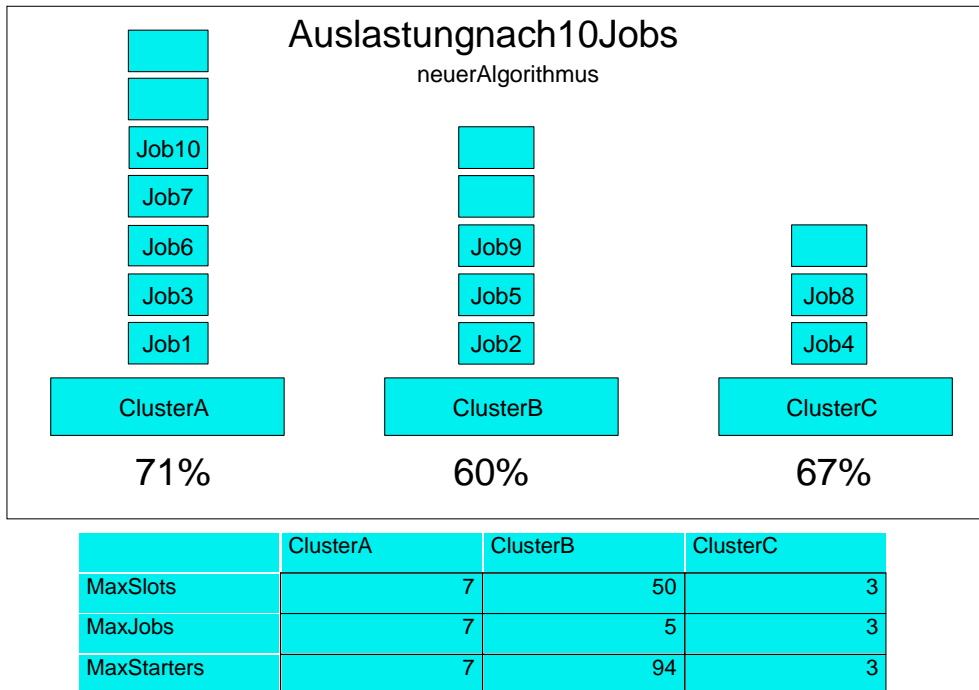 Auslastungnach10Jobs
neuerAlgorithmus
Job10
Job7
Job6
Job3
Job1
Job9
Job5
Job2
Job8
Job4
ClusterA ClusterB ClusterC
71% 60% 67%
ClusterA ClusterB ClusterC
MaxSlots 7 50 3
MaxJobs 7 5 3
MaxStarters 7 94 3